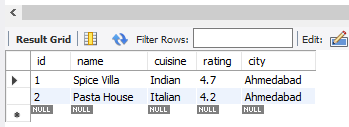 Result Grid Filter Rows: Edit:
id name cuisine rating city
1 Spice Villa Indian 4.7 Ahmedabad
2 Pasta House Italian 4.2 Ahmedabad
NULL NULL NULL NULL NULL